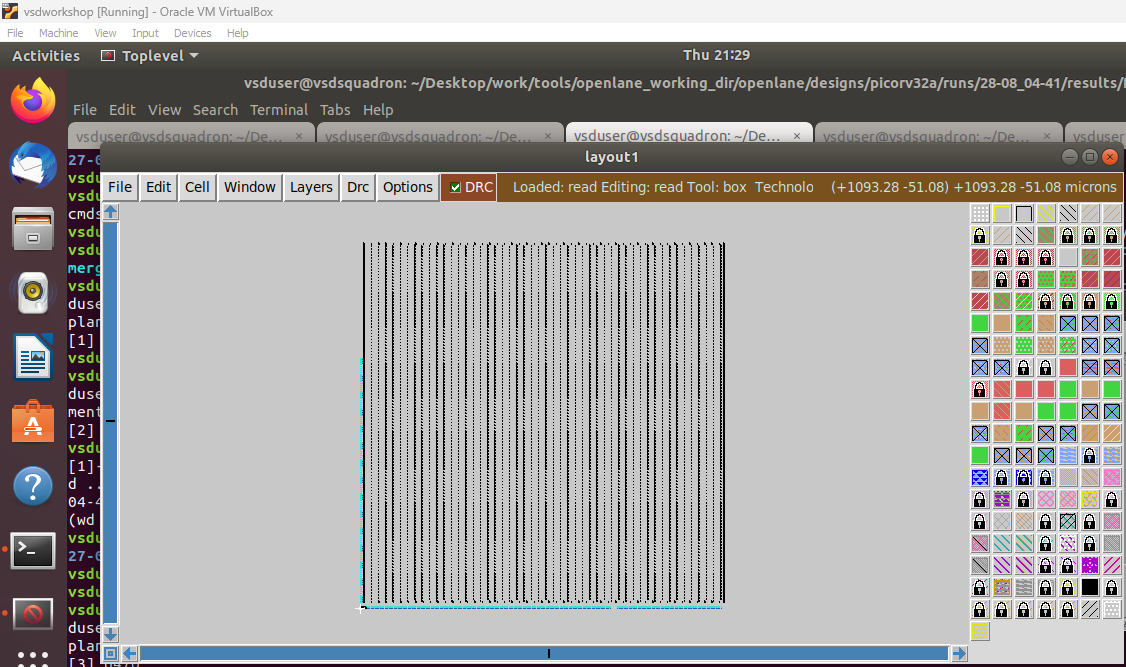 vsdworkshop [Running] - Oracle VM VirtualBox
File Machine View Input Devices Help
Activities Toplevel Thu 21:29
vsduser@vsdsquadron: ~/Desktop/work/tools/openlane_working_dir/openlane/designs/picorv32a/runs/28-08_04-41/results/
File Edit View Search Terminal Tabs Help
vsduser@vsdsquadron: ~/De... × vsduser@vsdsquadron: ~/De... × vsduser@vsdsquadron: ~/De... × vsduser@vsdsquadron: ~/De... × vsduser
layout1
File Edit Cell Window Layers Drc Options DRC Loaded: read Editing: read Tool: box Technolo (+1093.28 -51.08) +1093.28 -51.08 microns
27-0
vsdu
vsdu
cmds
vsdu
vsdu
merg
vsdu
duse
plan
[1]
vsdu
vsdu
duse
ment
[2]
vsdu
[1]-
d ..
04-4
(wd
vsdu
27-0
vsdu
vsdu
vsdu
duse
plan